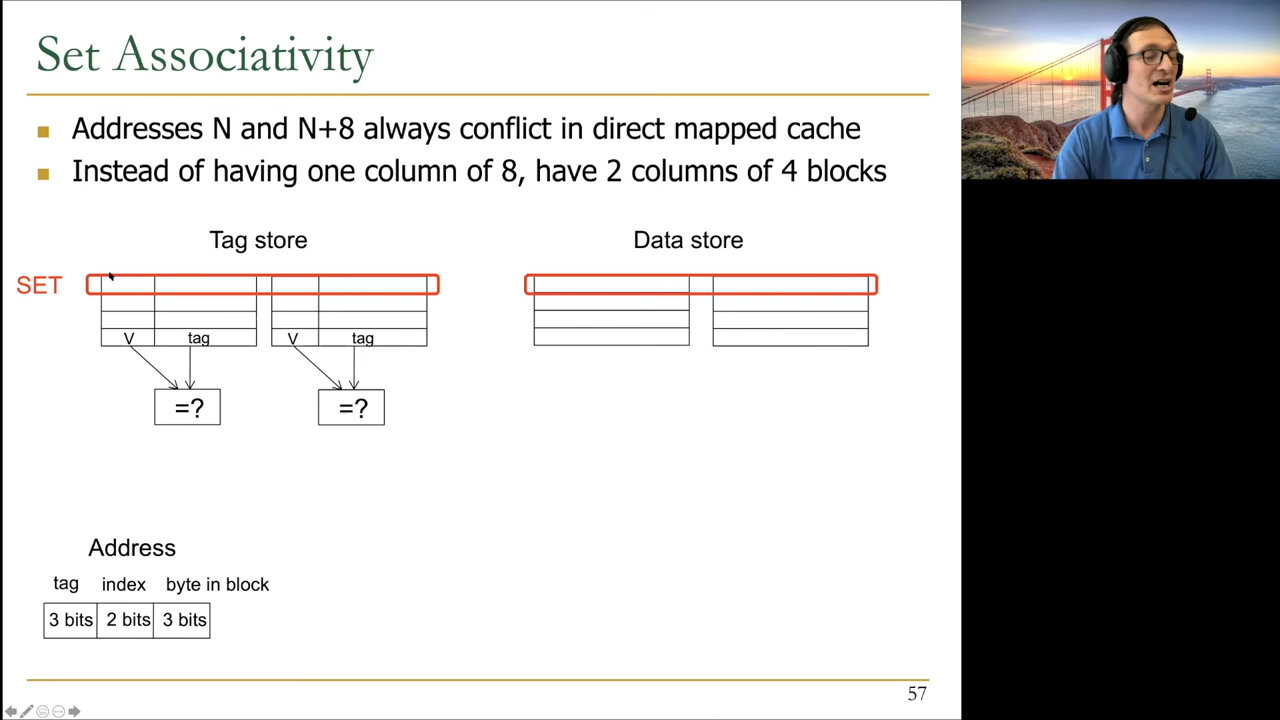 Set Associativity
Addresses N and N+8 always conflict in direct mapped cache
Instead of having one column of 8, have 2 columns of 4 blocks
Tag store
Data store
SET
V
tag
V
tag
=?
=?
Address
tag index byte in block
3 bits 2 bits 3 bits
57